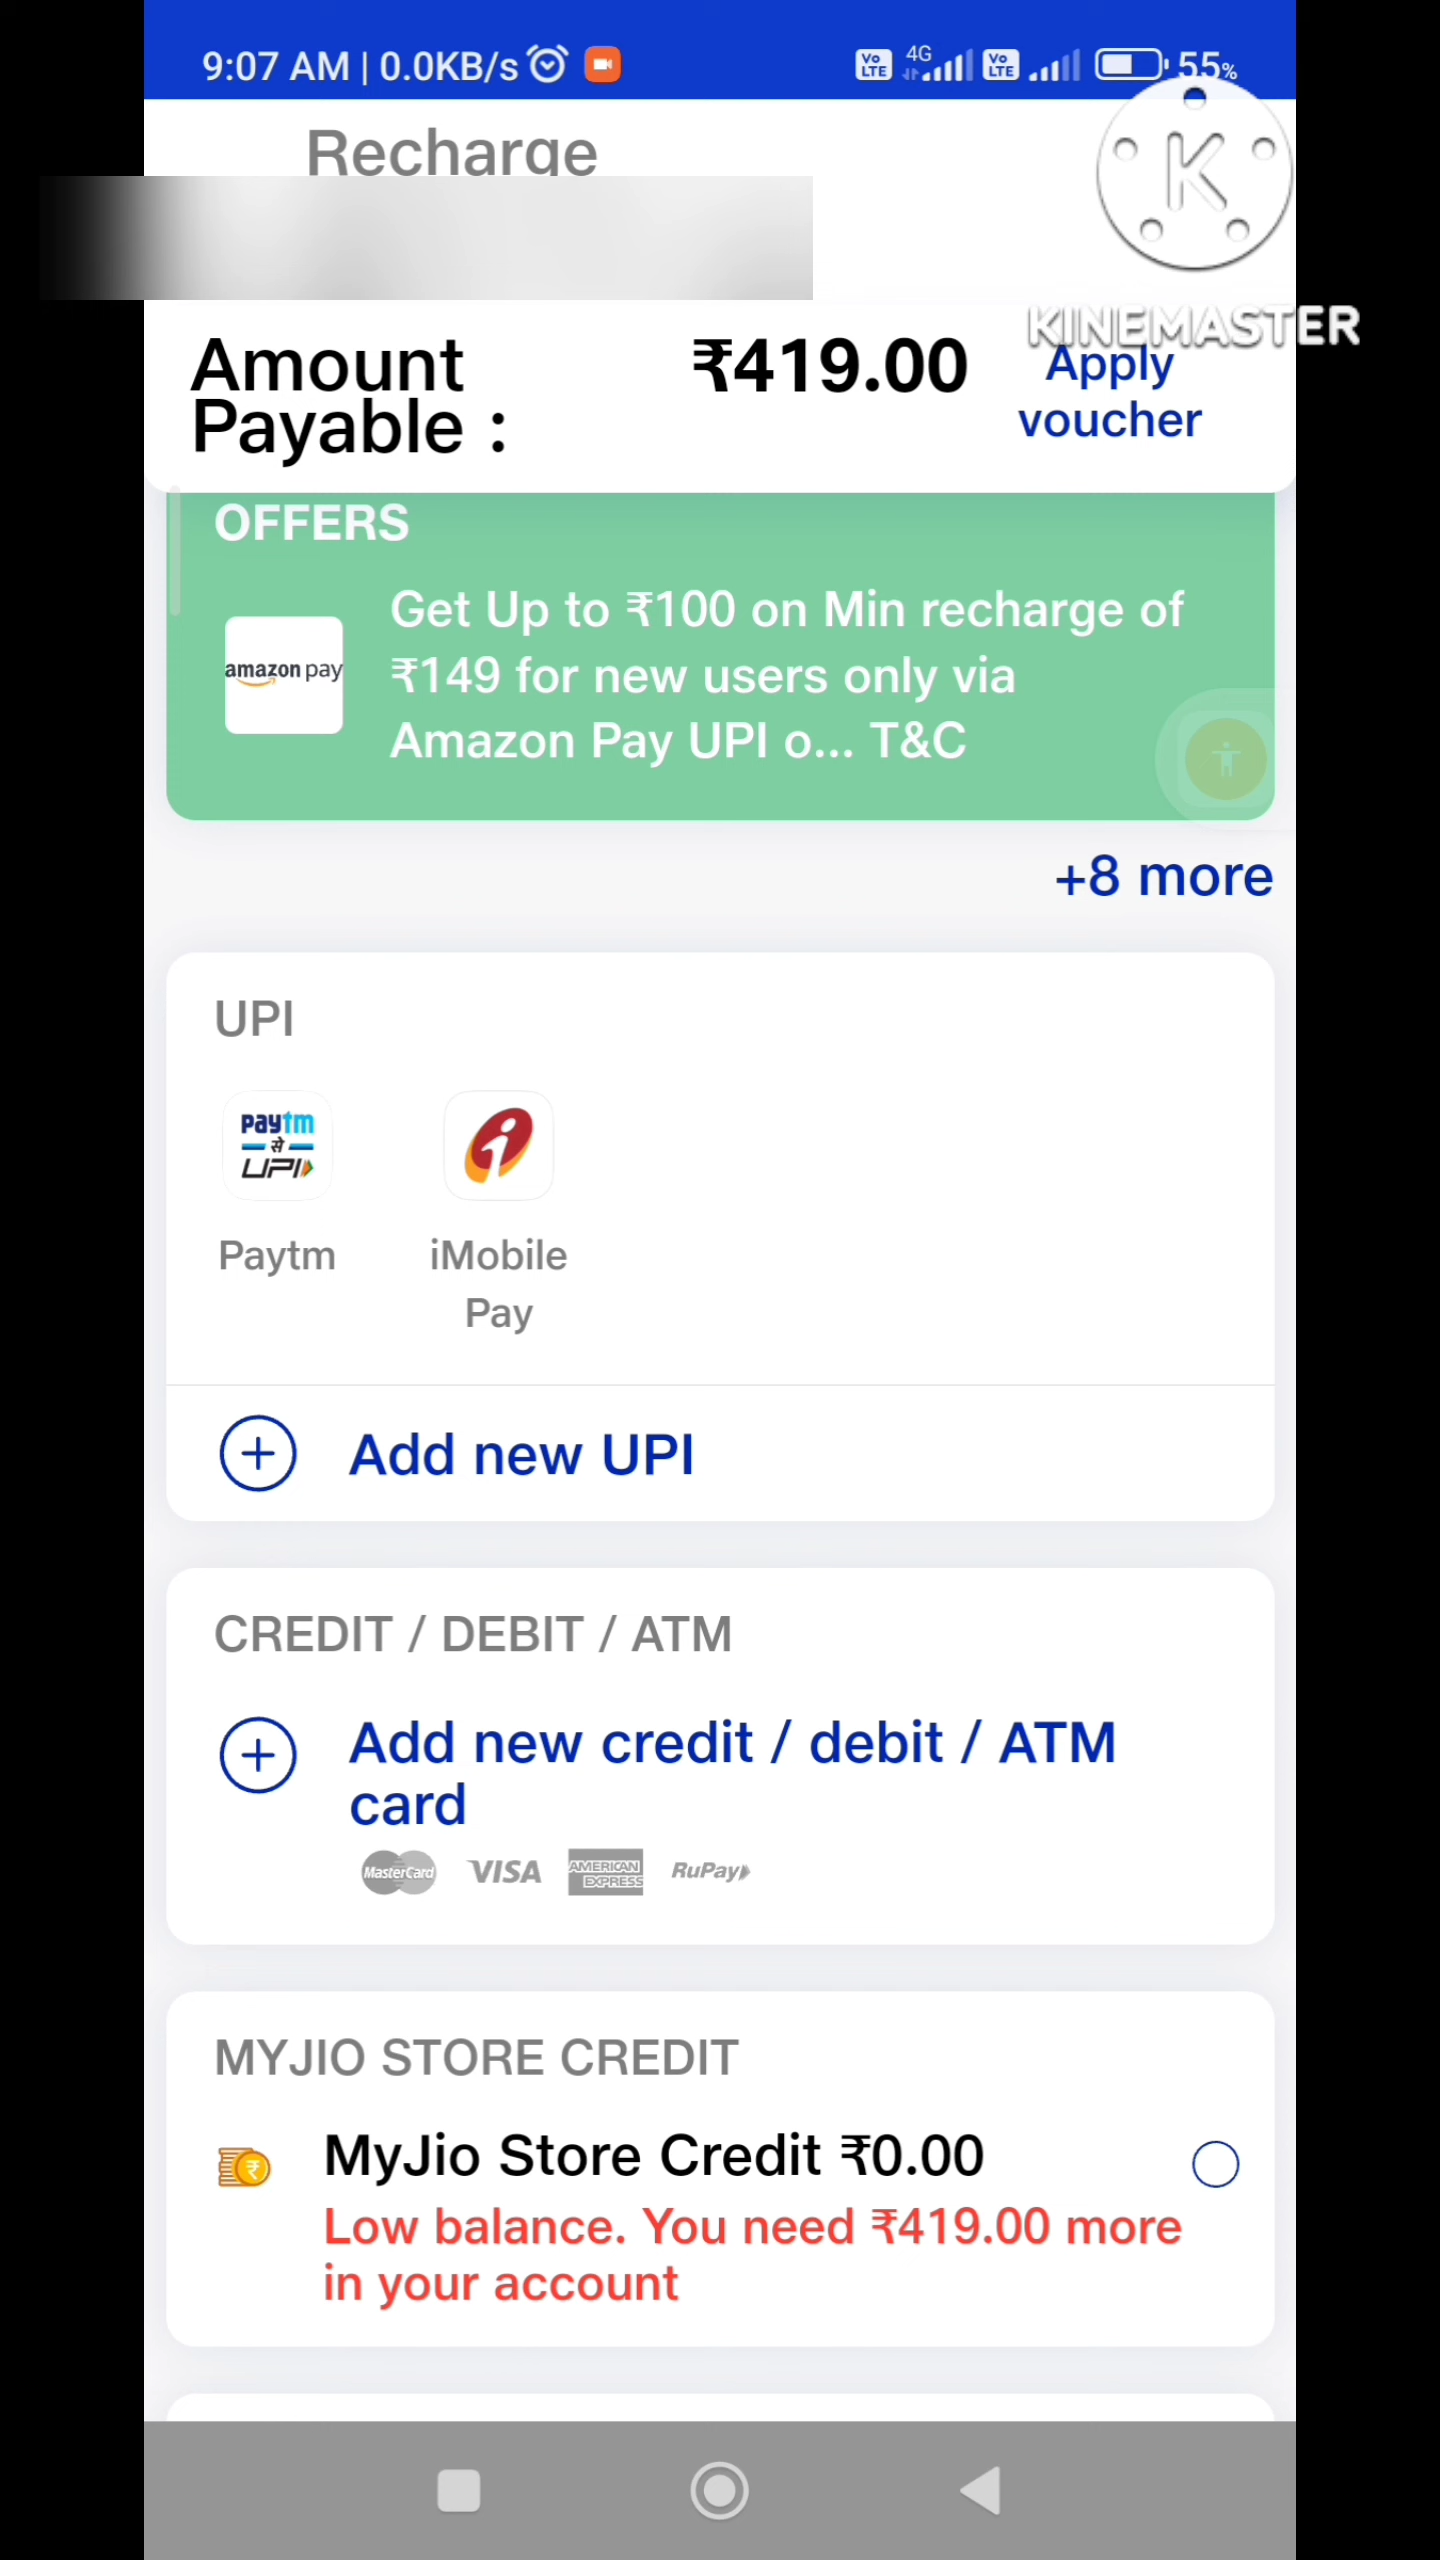 9:07 AM | 0.0KB/s
Vo LTE 4G Vo LTE 55%
Recharge
K
KINEMASTER
Amount Payable : ₹419.00 Apply voucher
OFFERS
amazon pay
Get Up to ₹100 on Min recharge of
₹149 for new users only via
Amazon Pay UPI o... T&C
+8 more
UPI
paytm
से
UPI
Paytm
iMobile
Pay
Add new UPI
CREDIT / DEBIT / ATM
Add new credit / debit / ATM
card
MasterCard VISA AMERICAN EXPRESS RuPay
MYJIO STORE CREDIT
MyJio Store Credit ₹0.00
Low balance. You need ₹419.00 more
in your account